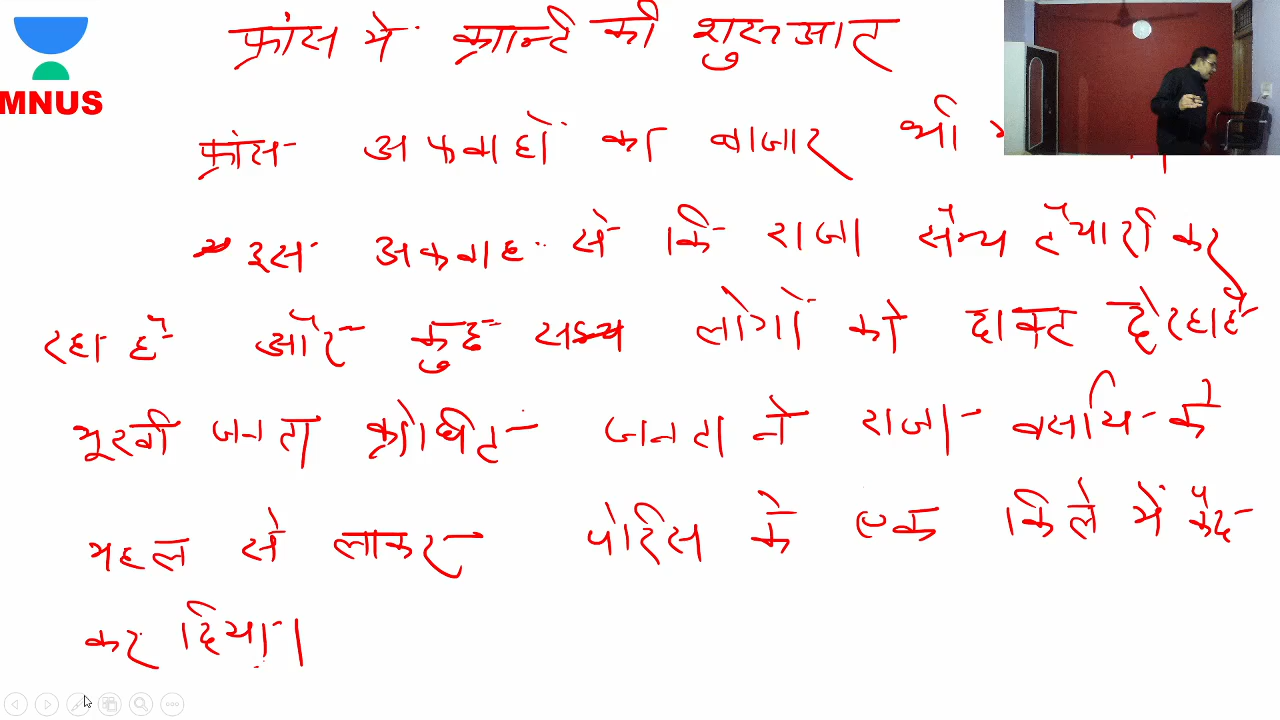 फ्रांस मे क्रान्ति की शुरूआत
MNUS
फ्रांस अफवाहों का बाजार
इस अफवाह से कि राजा सैन्य तैयारी कर
रहा है और कुछ लोगों को दावत दे रहा है
भूखी जनता क्रोधित जनता ने राजा वर्साय के
महल से लाकर पेरिस के एक किले में कैद
कर दिया।